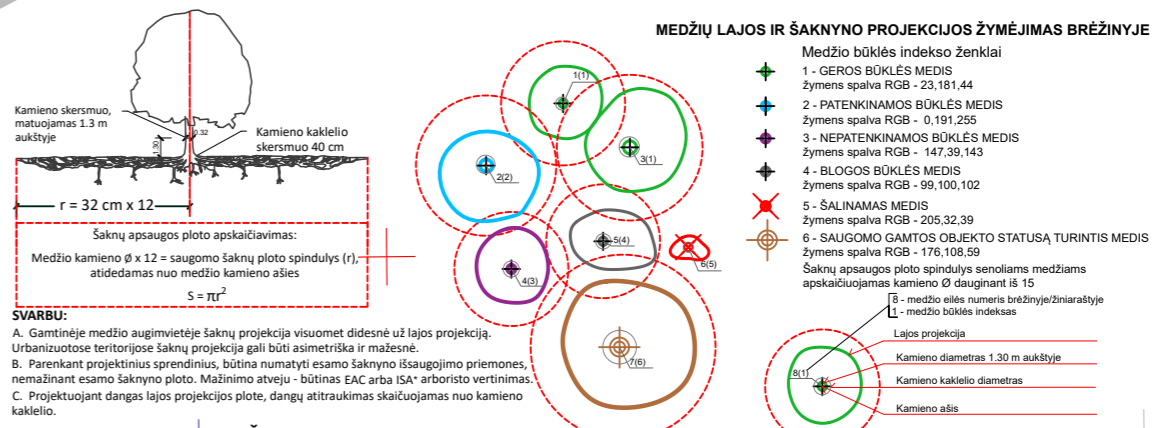 MEDŽIŲ LAJOS IR ŠAKNYNO PROJEKCIJOS ŽYMĖJIMAS BRĖŽINYJE
Kamieno skersmuo,
matuojamas 1.3 m
aukštyje
0.32
1.30
Kamieno kaklelio
skersmuo 40 cm
r = 32 cm x 12
Šaknų apsaugos ploto apskaičiavimas:
Medžio kamieno Ø x 12 = saugomo šaknų ploto spindulys (r),
atidedamas nuo medžio kamieno ašies
S = πr²
SVARBU:
A. Gamtinėje medžio augimvietėje šaknų projekcija visuomet didesnė už lajos projekciją.
Urbanizuotose teritorijose šaknų projekcija gali būti asimetriška ir mažesnė.
B. Parenkant projektinius sprendinius, būtina numatyti esamo šaknyno išsaugojimo priemones,
nemažinant esamo šaknyno ploto. Mažinimo atveju - būtinas EAC arba ISA* arboristo vertinimas.
C. Projektuojant dangas lajos projekcijos plote, dangų atitraukimas skaičuojamas nuo kamieno
kaklelio.
1(1)
2(2)
3(1)
4(3)
5(4)
6(5)
7(6)
Medžio būklės indekso ženklai
1 - GEROS BŪKLĖS MEDIS
žymens spalva RGB - 23,181,44
2 - PATENKINAMOS BŪKLĖS MEDIS
žymens spalva RGB - 0,191,255
3 - NEPATENKINAMOS BŪKLĖS MEDIS
žymens spalva RGB - 147,39,143
4 - BLOGOS BŪKLĖS MEDIS
žymens spalva RGB - 99,100,102
5 - ŠALINAMAS MEDIS
žymens spalva RGB - 205,32,39
6 - SAUGOMO GAMTOS OBJEKTO STATUSĄ TURINTIS MEDIS
žymens spalva RGB - 176,108,59
Šaknų apsaugos ploto spindulys senoliams medžiams
apskaičiuojamas kamieno Ø dauginant iš 15
8 - medžio eilės numeris brėžinyje/žiniaraštyje
1 - medžio būklės indeksas
Lajos projekcija
Kamieno diametras 1.30 m aukštyje
8(1)
Kamieno kaklelio diametras
Kamieno ašis